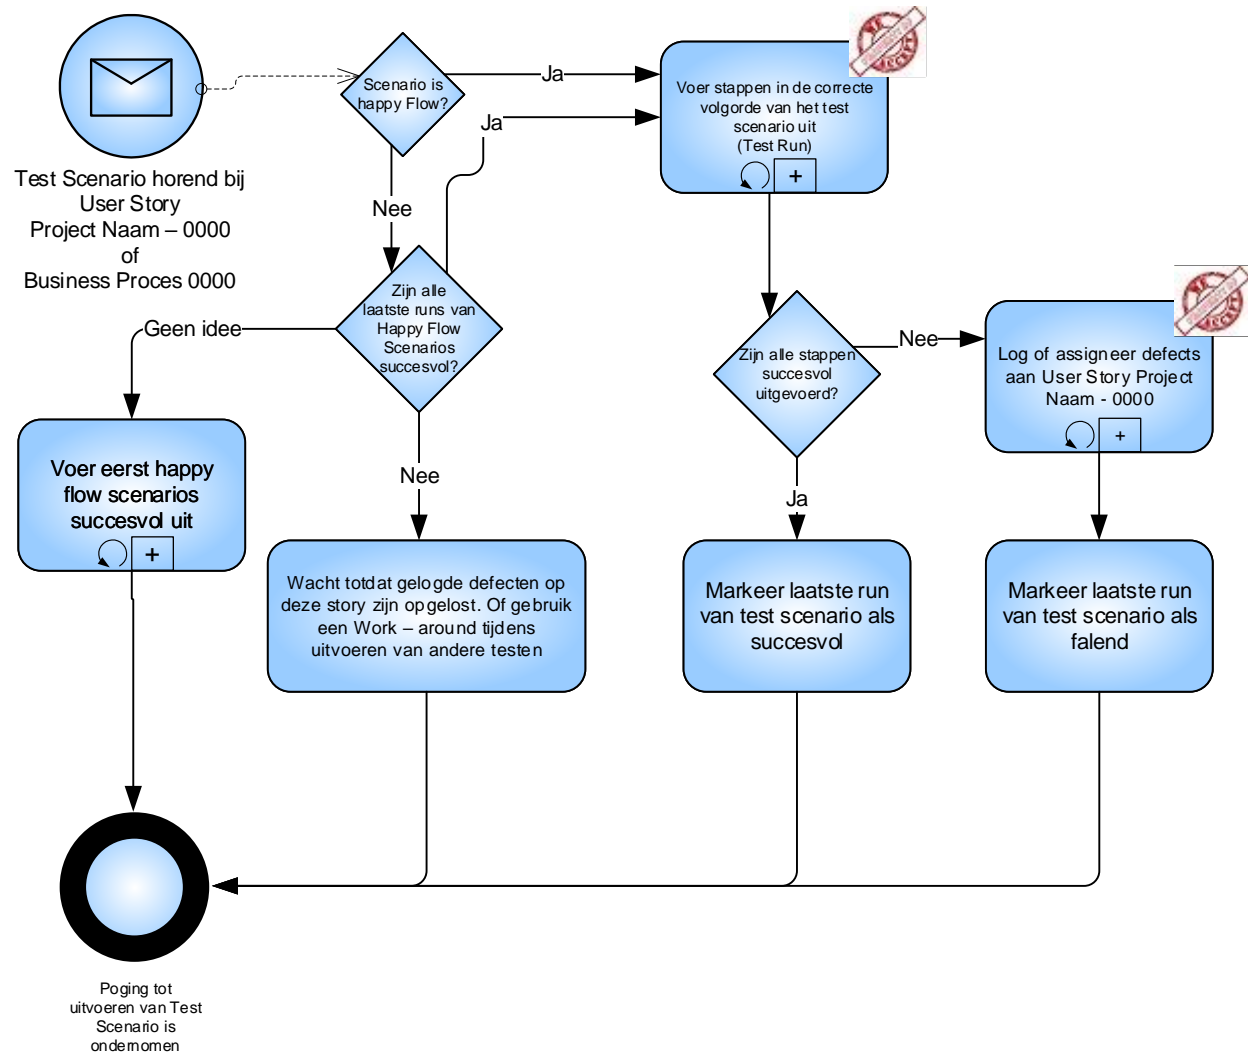 Test Scenario horend bij
User Story
Project Naam – 0000
of
Business Proces 0000
Scenario is
happy Flow?
Ja
Ja
Nee
Voer stappen in de correcte
volgorde van het test
scenario uit
(Test Run)
+
Zijn alle
laatste runs van
Happy Flow
Scenarios
succesvol?
Geen idee
Nee
Zijn alle stappen
succesvol
uitgevoerd?
Nee
Ja
Log of assigneer defects
aan User Story Project
Naam - 0000
+
Voer eerst happy
flow scenarios
succesvol uit
+
Wacht totdat gelogde defecten op
deze story zijn opgelost. Of gebruik
een Work – around tijdens
uitvoeren van andere testen
Markeer laatste run
van test scenario als
succesvol
Markeer laatste run
van test scenario als
falend
Poging tot
uitvoeren van Test
Scenario is
ondernomen